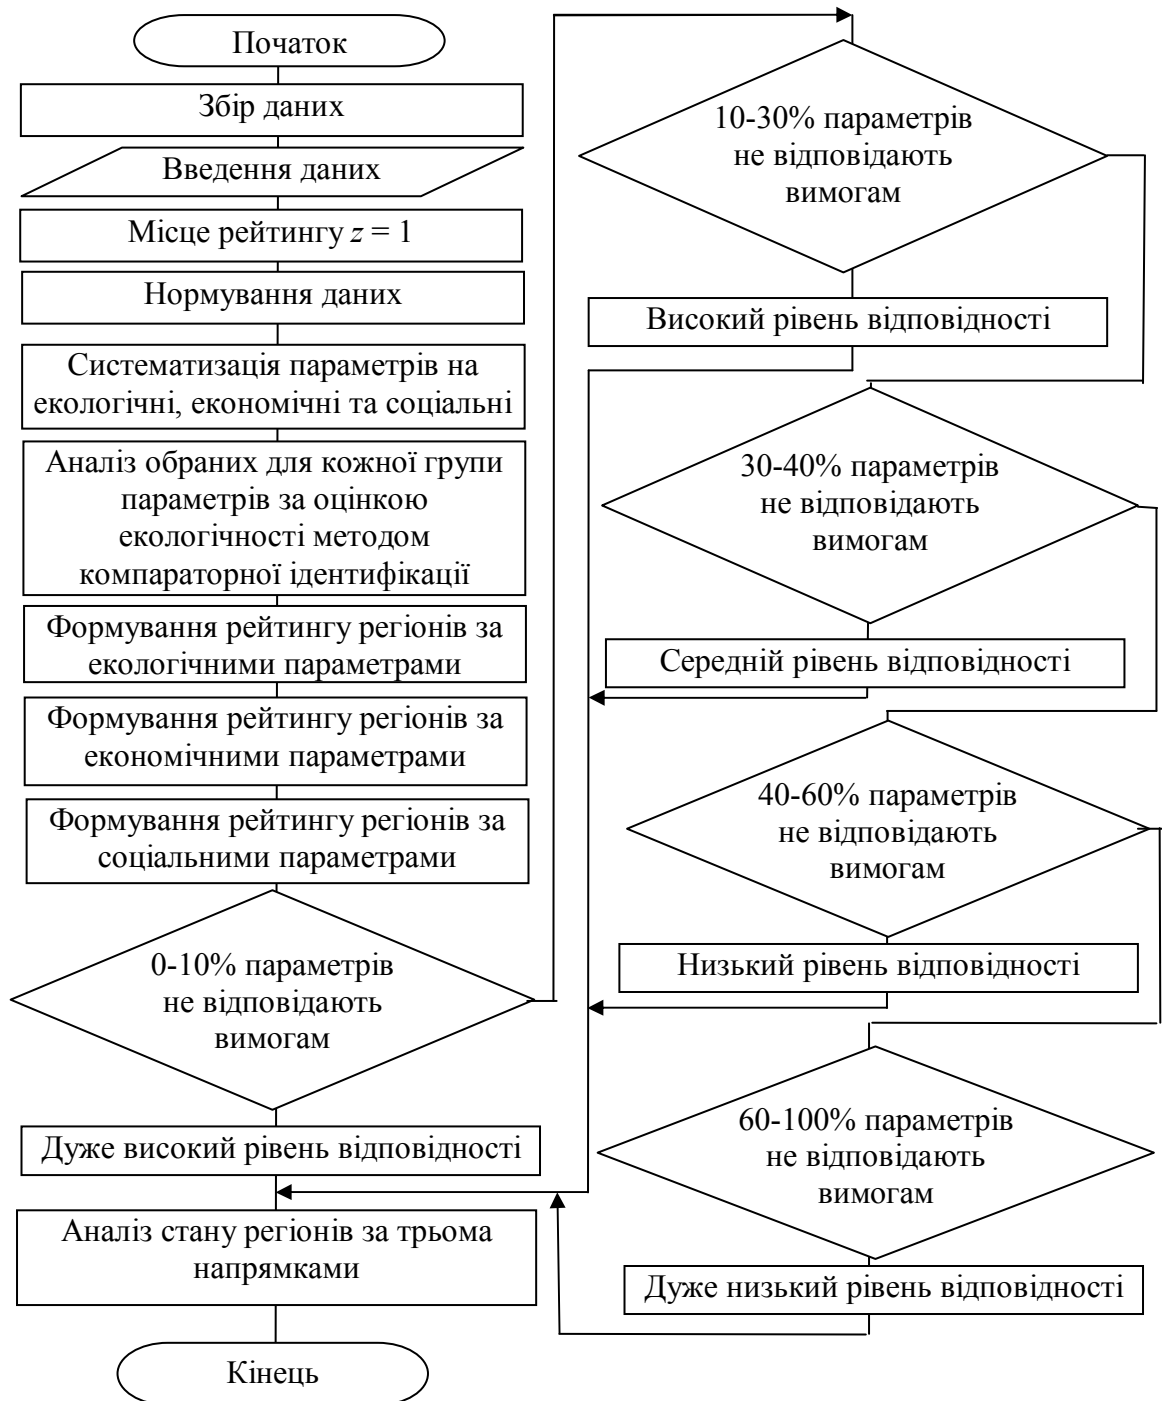 Початок
Збір даних
Введення даних
Місце рейтингу z = 1
Нормування даних
Систематизація параметрів на
екологічні, економічні та соціальні
Аналіз обраних для кожної групи
параметрів за оцінкою
екологічності методом
компараторної ідентифікації
Формування рейтингу регіонів за
екологічними параметрами
Формування рейтингу регіонів за
економічними параметрами
Формування рейтингу регіонів за
соціальними параметрами
0-10% параметрів
не відповідають
вимогам
Дуже високий рівень відповідності
Аналіз стану регіонів за трьома
напрямками
Кінець
10-30% параметрів
не відповідають
вимогам
Високий рівень відповідності
30-40% параметрів
не відповідають
вимогам
Середній рівень відповідності
40-60% параметрів
не відповідають
вимогам
Низький рівень відповідності
60-100% параметрів
не відповідають
вимогам
Дуже низький рівень відповідності